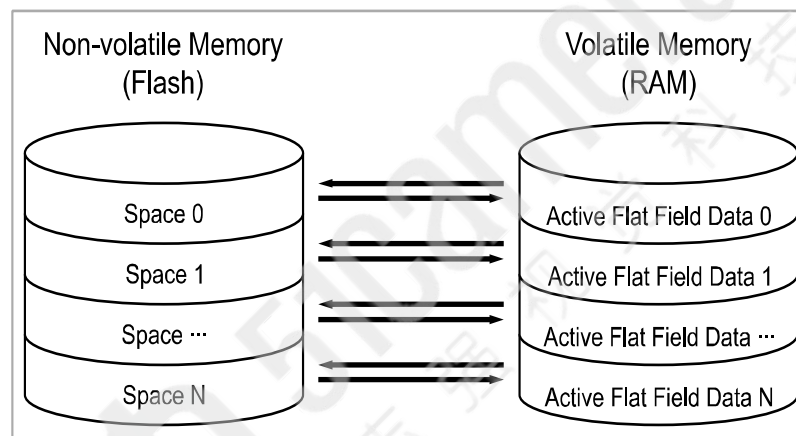 Non-volatile Memory
(Flash)
Volatile Memory
(RAM)
Space 0
Space 1
Space ···
Space N
Active Flat Field Data 0
Active Flat Field Data 1
Active Flat Field Data ···
Active Flat Field Data N